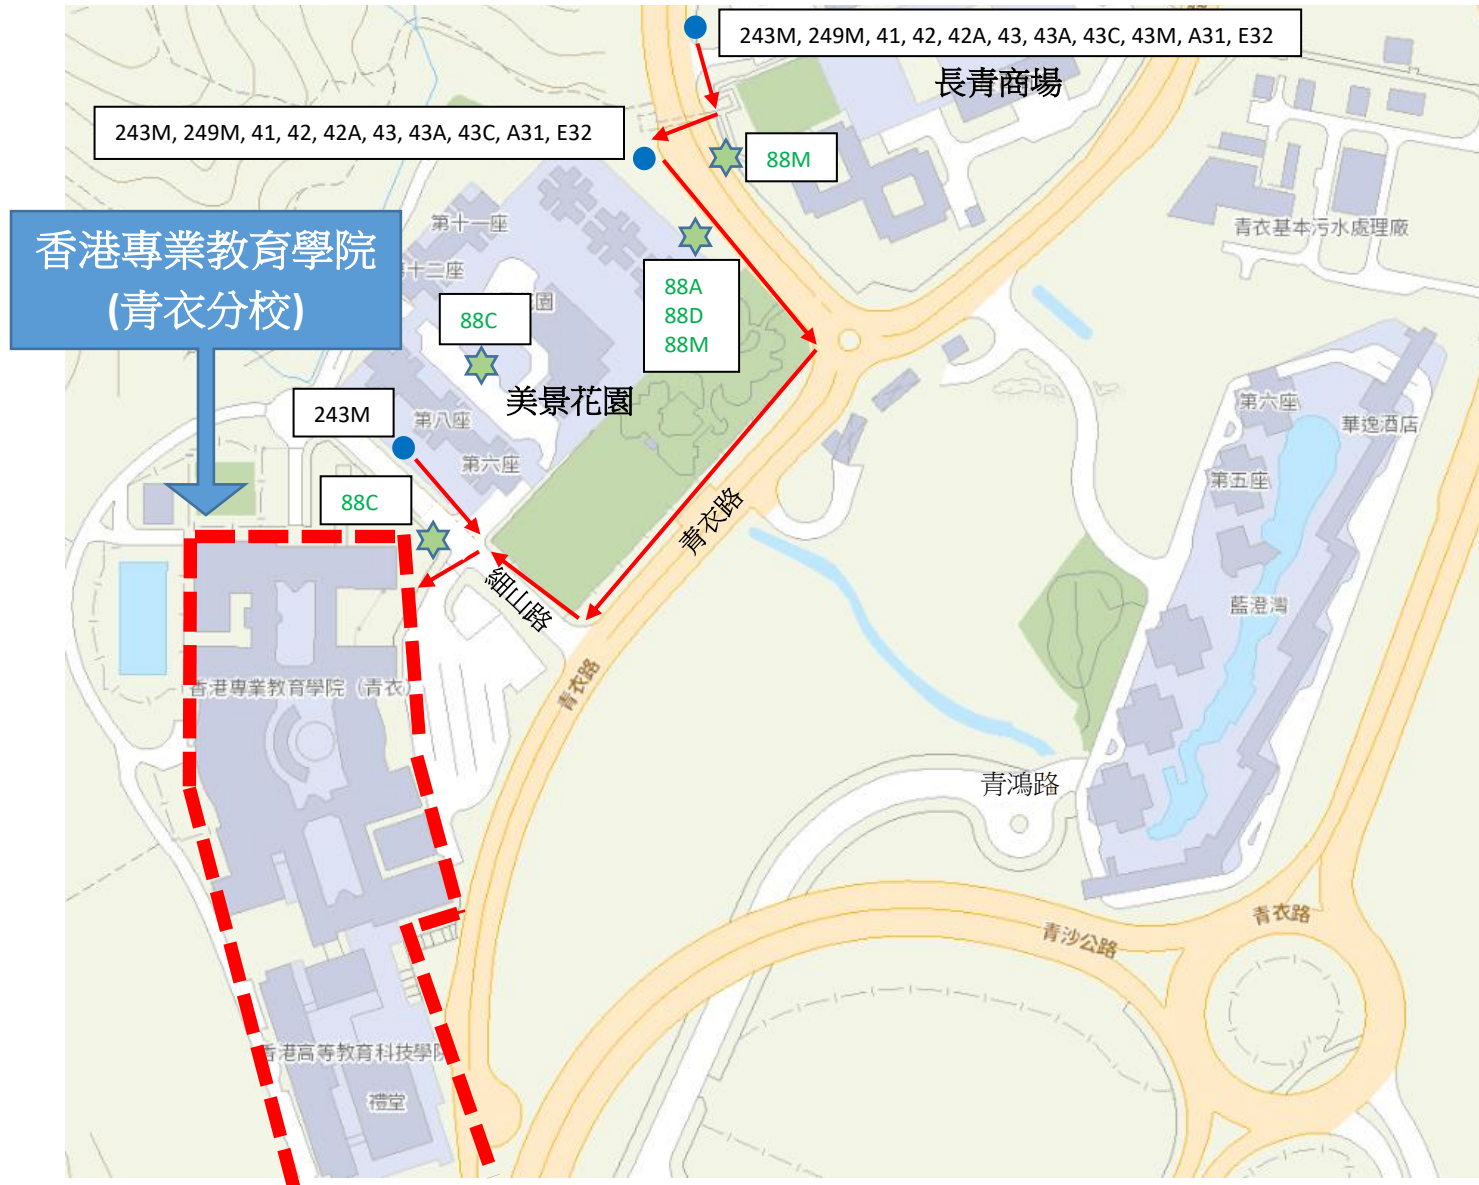 243M, 249M, 41, 42, 42A, 43, 43A, 43C, 43M, A31, E32
長青商場
243M, 249M, 41, 42, 42A, 43, 43A, 43C, A31, E32
88M
青衣基本污水處理廠
第十一座
香港專業教育學院
(青衣分校)
十二座
園
88A
88D
88M
88C
美景花園
243M
第八座
第六座
第六座
華逸酒店
第五座
88C
青衣路
細山路
藍澄灣
香港專業教育學院（青衣）
青衣路
青鴻路
青衣路
青沙公路
香港高等教育科技學院
禮堂